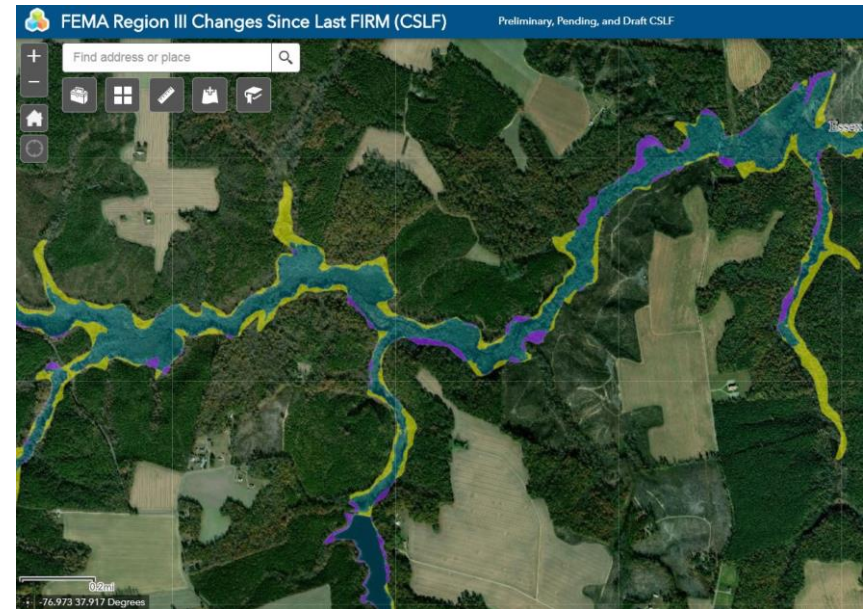 FEMA Region III Changes Since Last FIRM (CSLF)
Preliminary, Pending, and Draft CSLF
Find address or place
Essex
0.2mi
-76.973 37.917 Degrees